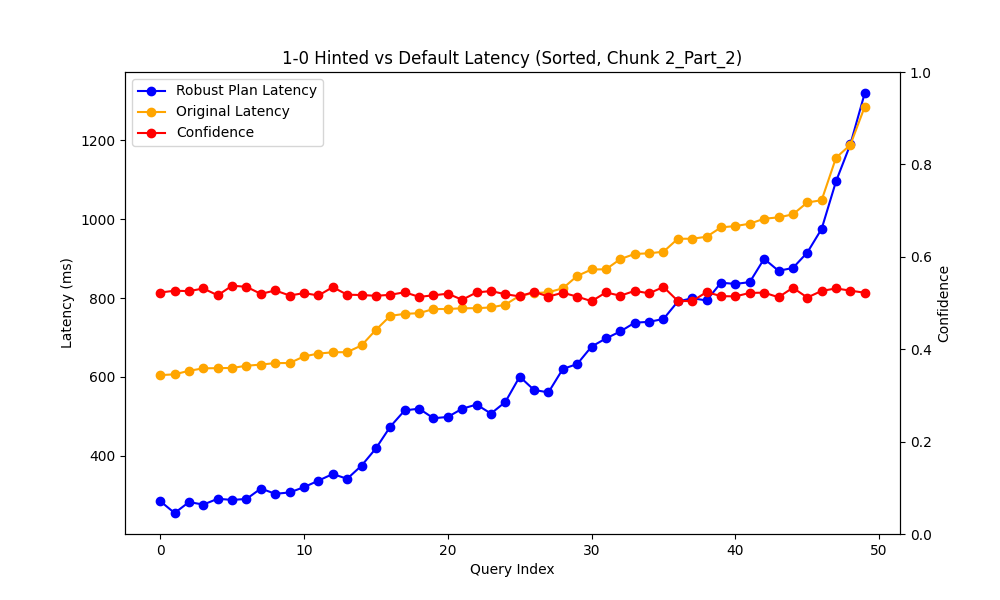 1-0 Hinted vs Default Latency (Sorted, Chunk 2_Part_2)
Robust Plan Latency
Original Latency
Confidence
Latency (ms)
1200
1000
800
600
400
1.0
0.8
0.6
0.4
0.2
0.0
Confidence
0 10 20 30 40 50
Query Index